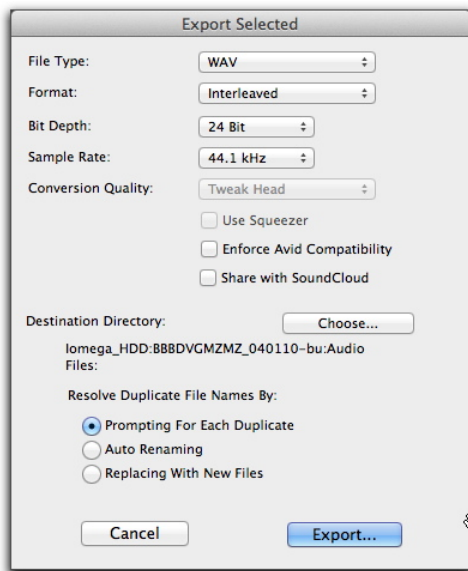 Export Selected
File Type: WAV
Format: Interleaved
Bit Depth: 24 Bit
Sample Rate: 44.1 kHz
Conversion Quality: Tweak Head
Use Squeezer
Enforce Avid Compatibility
Share with SoundCloud
Destination Directory: Choose...
Iomega_HDD:BBBDVGMZMZ_040110-bu:Audio
Files:
Resolve Duplicate File Names By:
Prompting For Each Duplicate
Auto Renaming
Replacing With New Files
Cancel Export...